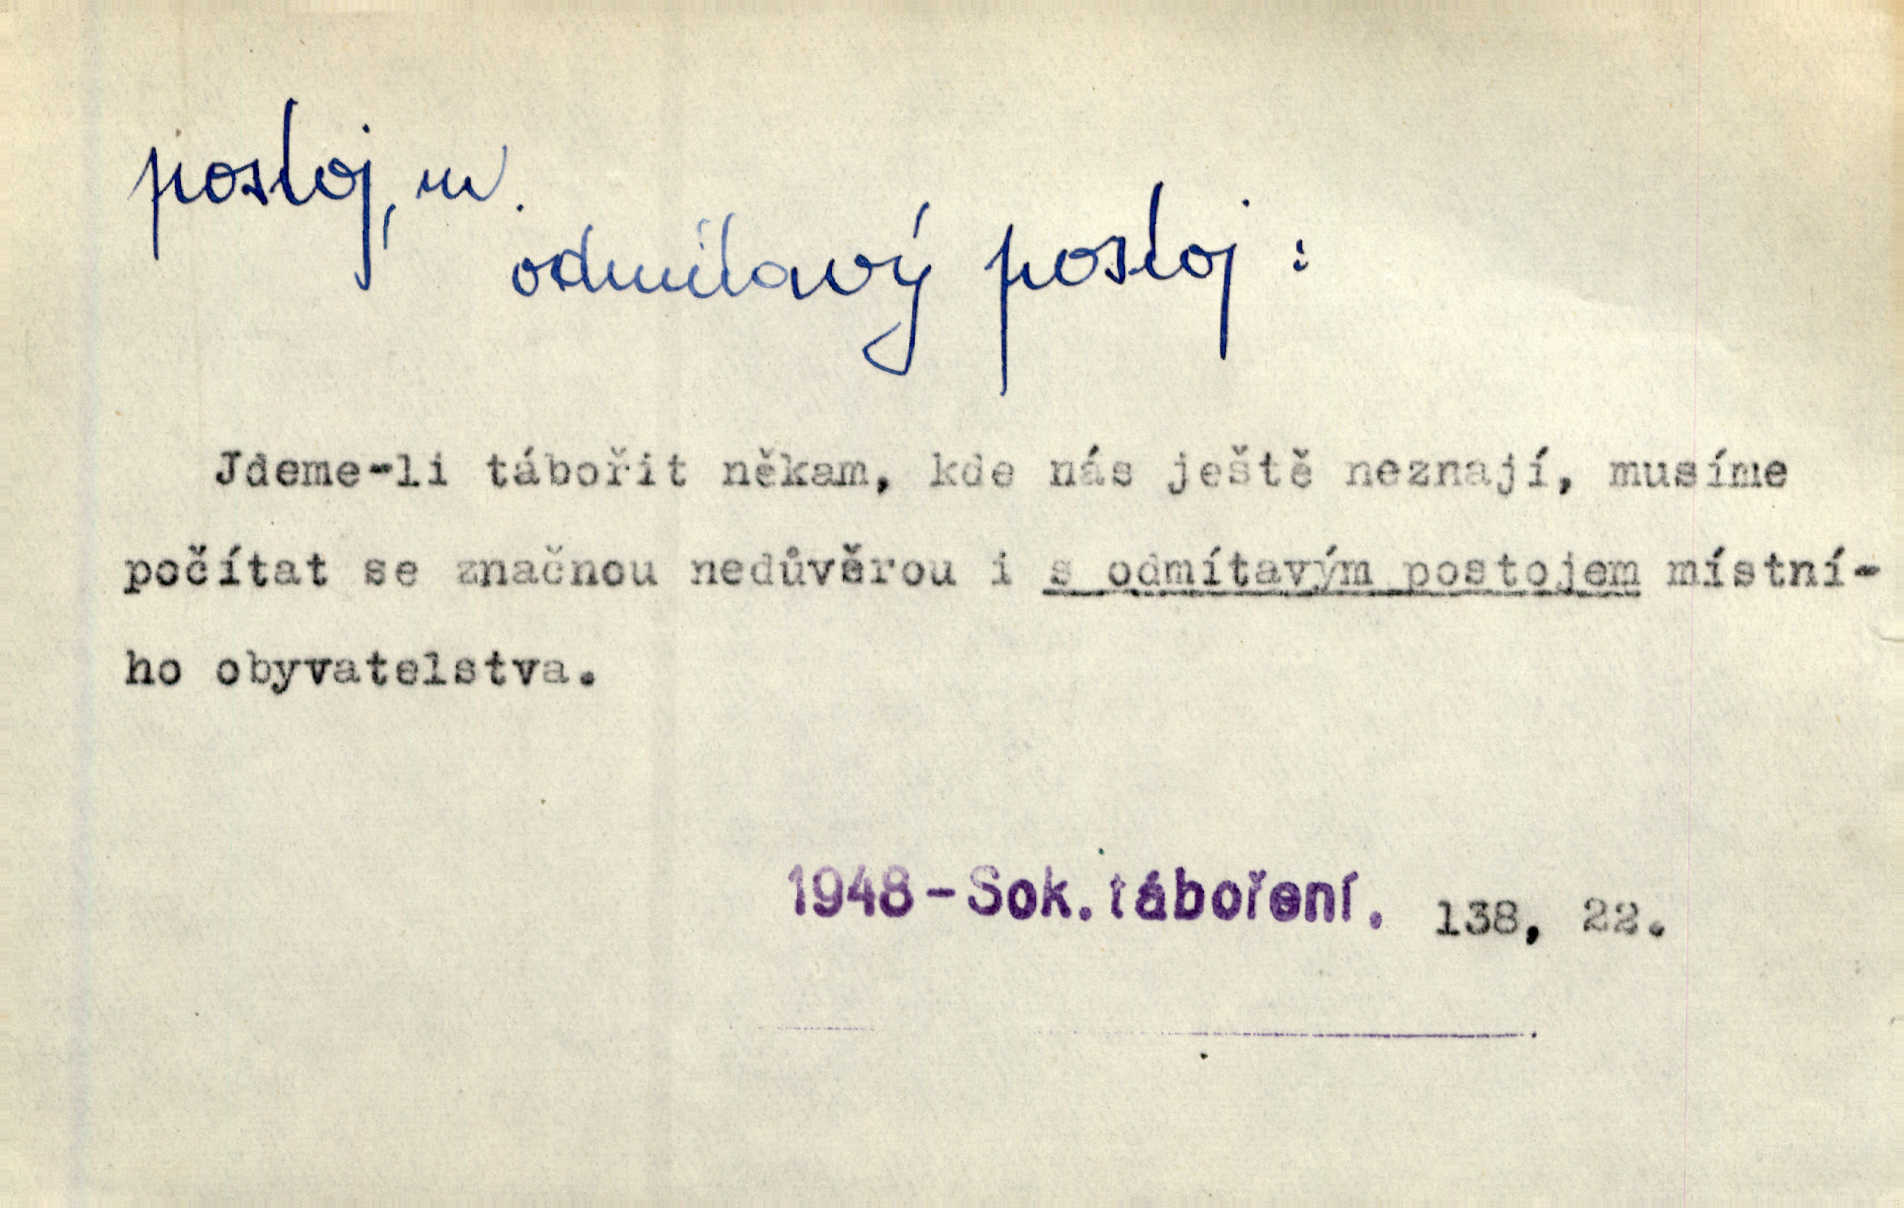 postoj, m.
odmítavý postoj :
Jdeme-li tábořit někam, kde nás ještě neznají, musíme
počítat se značnou nedůvěrou i s odmítavým postojem místní-
ho obyvatelstva.
1948 - Sok. táboření. 138, 22.